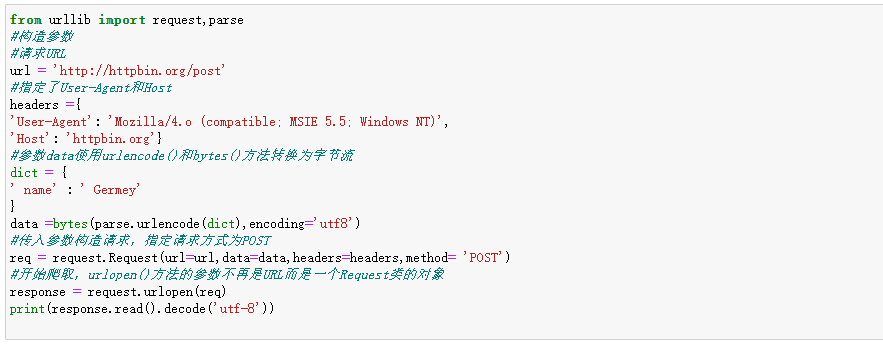 from urllib import request,parse
#构造参数
#请求URL
url = 'http://httpbin.org/post'
#指定了User-Agent和Host
headers ={
'User-Agent': 'Mozilla/4.o (compatible; MSIE 5.5; Windows NT)',
'Host': 'httpbin.org'}
#参数data使用urlencode()和bytes()方法转换为字节流
dict = {
' name' : ' Germey'
}
data =bytes(parse.urlencode(dict),encoding='utf8')
#传入参数构造请求，指定请求方式为POST
req = request.Request(url=url,data=data,headers=headers,method= 'POST')
#开始爬取，urlopen()方法的参数不再是URL而是一个Request类的对象
response = request.urlopen(req)
print(response.read().decode('utf-8'))